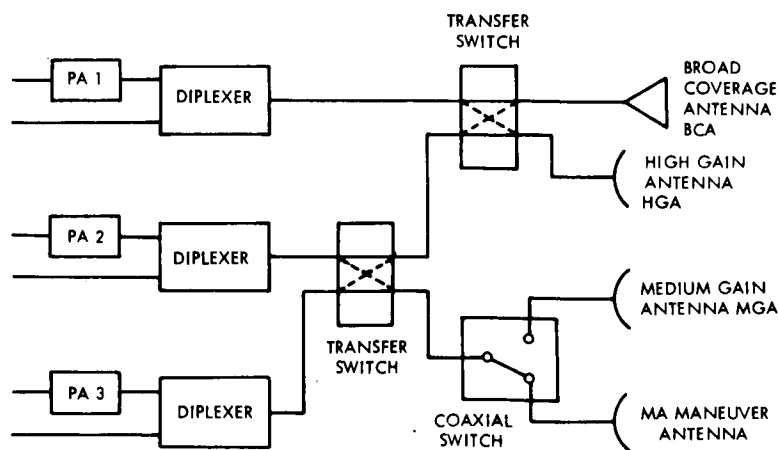 TRANSFER
SWITCH
PA 1
DIPLEXER
BROAD
COVERAGE
ANTENNA
BCA
HIGH GAIN
ANTENNA
HGA
PA 2
DIPLEXER
TRANSFER
SWITCH
MEDIUM GAIN
ANTENNA MGA
PA 3
DIPLEXER
COAXIAL
SWITCH
MA MANEUVER
ANTENNA